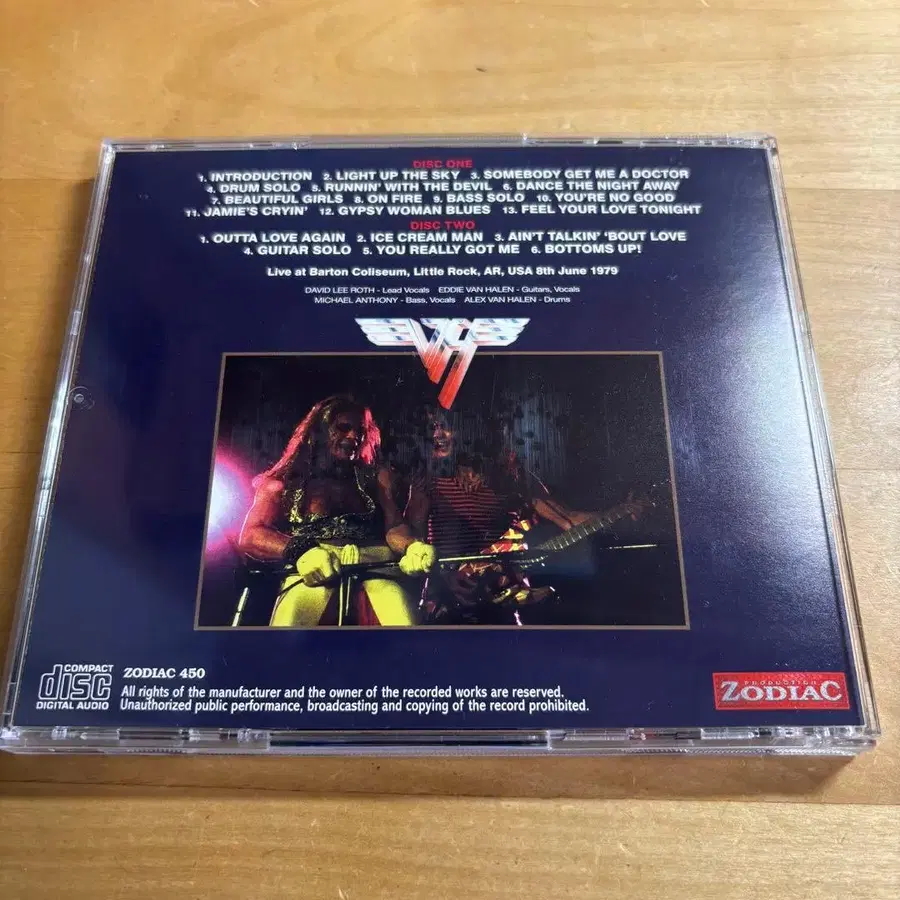 DISC ONE
1. INTRODUCTION 2. LIGHT UP THE SKY 3. SOMEBODY GET ME A DOCTOR
4. DRUM SOLO 5. RUNNIN' WITH THE DEVIL 6. DANCE THE NIGHT AWAY
7. BEAUTIFUL GIRLS 8. ON FIRE 9. BASS SOLO 10. YOU'RE NO GOOD
11. JAMIE'S CRYIN' 12. GYPSY WOMAN BLUES 13. FEEL YOUR LOVE TONIGHT
DISC TWO
1. OUTTA LOVE AGAIN 2. ICE CREAM MAN 3. AIN'T TALKIN' 'BOUT LOVE
4. GUITAR SOLO 5. YOU REALLY GOT ME 6. BOTTOMS UP!
Live at Barton Coliseum, Little Rock, AR, USA 8th June 1979
DAVID LEE ROTH - Lead Vocals EDDIE VAN HALEN - Guitars, Vocals
MICHAEL ANTHONY - Bass, Vocals ALEX VAN HALEN - Drums
VH
COMPACT
disc
DIGITAL AUDIO
ZODIAC 450
All rights of the manufacturer and the owner of the recorded works are reserved.
Unauthorized public performance, broadcasting and copying of the record prohibited.
PRODUCTION
ZODIAC